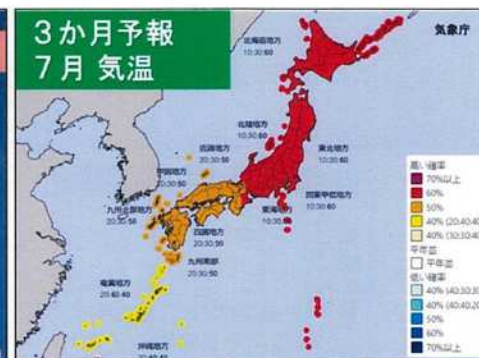 3か月予報
7月 気温
気象庁
北海道地方
10:30:60
北陸地方
10:30:60
東北地方
10:30:60
近畿地方
20:30:50
中国地方
20:30:50
関東甲信地方
10:30:60
九州北部地方
20:30:50
東海地方
四国地方
20:30:50
九州南部
20:30:50
奄美地方
20:40:40
沖縄地方
高い確率
70%以上
60%
50%
平年並
平年並
低い確率
50%
60%
70%以上